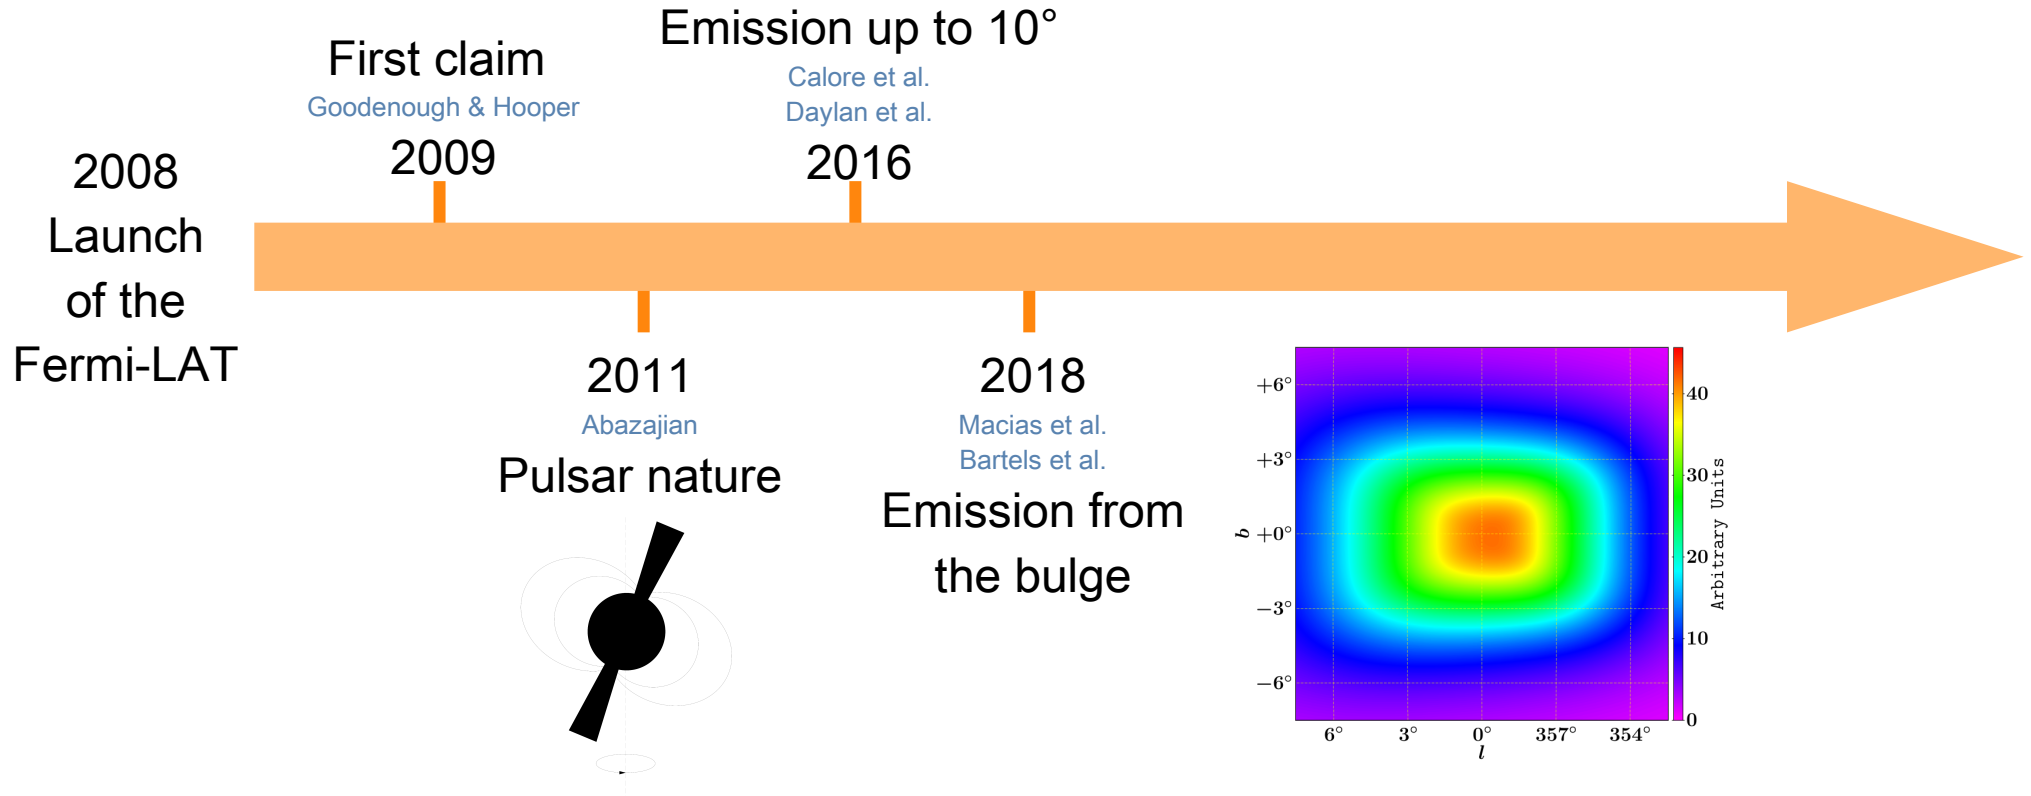 2008
Launch
of the
Fermi-LAT
First claim
Goodenough & Hooper
2009
Emission up to 10°
Calore et al.
Daylan et al.
2016
2011
Abazajian
Pulsar nature
2018
Macias et al.
Bartels et al.
Emission from
the bulge
+6°
+3°
+0°
−3°
−6°
b
6° 3° 0° 357° 354°
l
40
30
20
10
0
Arbitrary Units